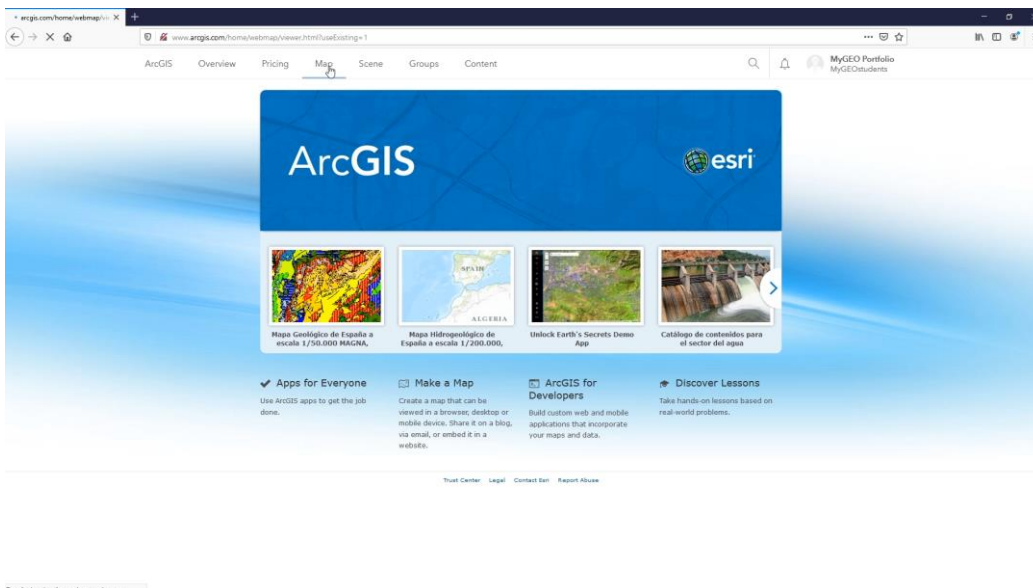 arcgis.com/home/webmap/vie
www.arcgis.com/home/webmap/viewer.html?useExisting=1
ArcGIS Overview Pricing Map Scene Groups Content
MyGEO Portfolio
MyGEOstudents
ArcGIS
esri
SPAIN
ALGERIA
Mapa Geológico de España a
escala 1/50.000 MAGNA,
Mapa Hidrogeológico de
España a escala 1/200.000,
Unlock Earth's Secrets Demo
App
Catálogo de contenidos para
el sector del agua
Apps for Everyone
Use ArcGIS apps to get the job
done.
Make a Map
Create a map that can be
viewed in a browser, desktop or
mobile device. Share it on a blog,
via email, or embed it in a
website.
ArcGIS for
Developers
Build custom web and mobile
applications that incorporate
your maps and data.
Discover Lessons
Take hands-on lessons based on
real-world problems.
Trust Center Legal Contact Esri Report Abuse